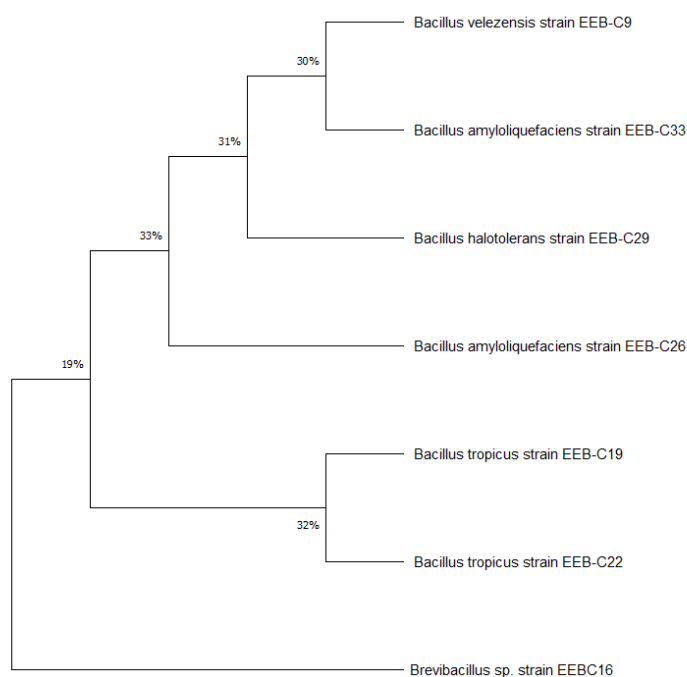 Bacillus velezensis strain EEB-C9
30%
Bacillus amyloliquefaciens strain EEB-C33
31%
Bacillus halotolerans strain EEB-C29
33%
Bacillus amyloliquefaciens strain EEB-C26
19%
Bacillus tropicus strain EEB-C19
32%
Bacillus tropicus strain EEB-C22
Brevibacillus sp. strain EEBC16